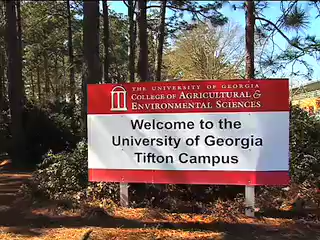 THE UNIVERSITY OF GEORGIA
COLLEGE OF AGRICULTURAL &
ENVIRONMENTAL SCIENCES
Welcome to the
University of Georgia
Tifton Campus